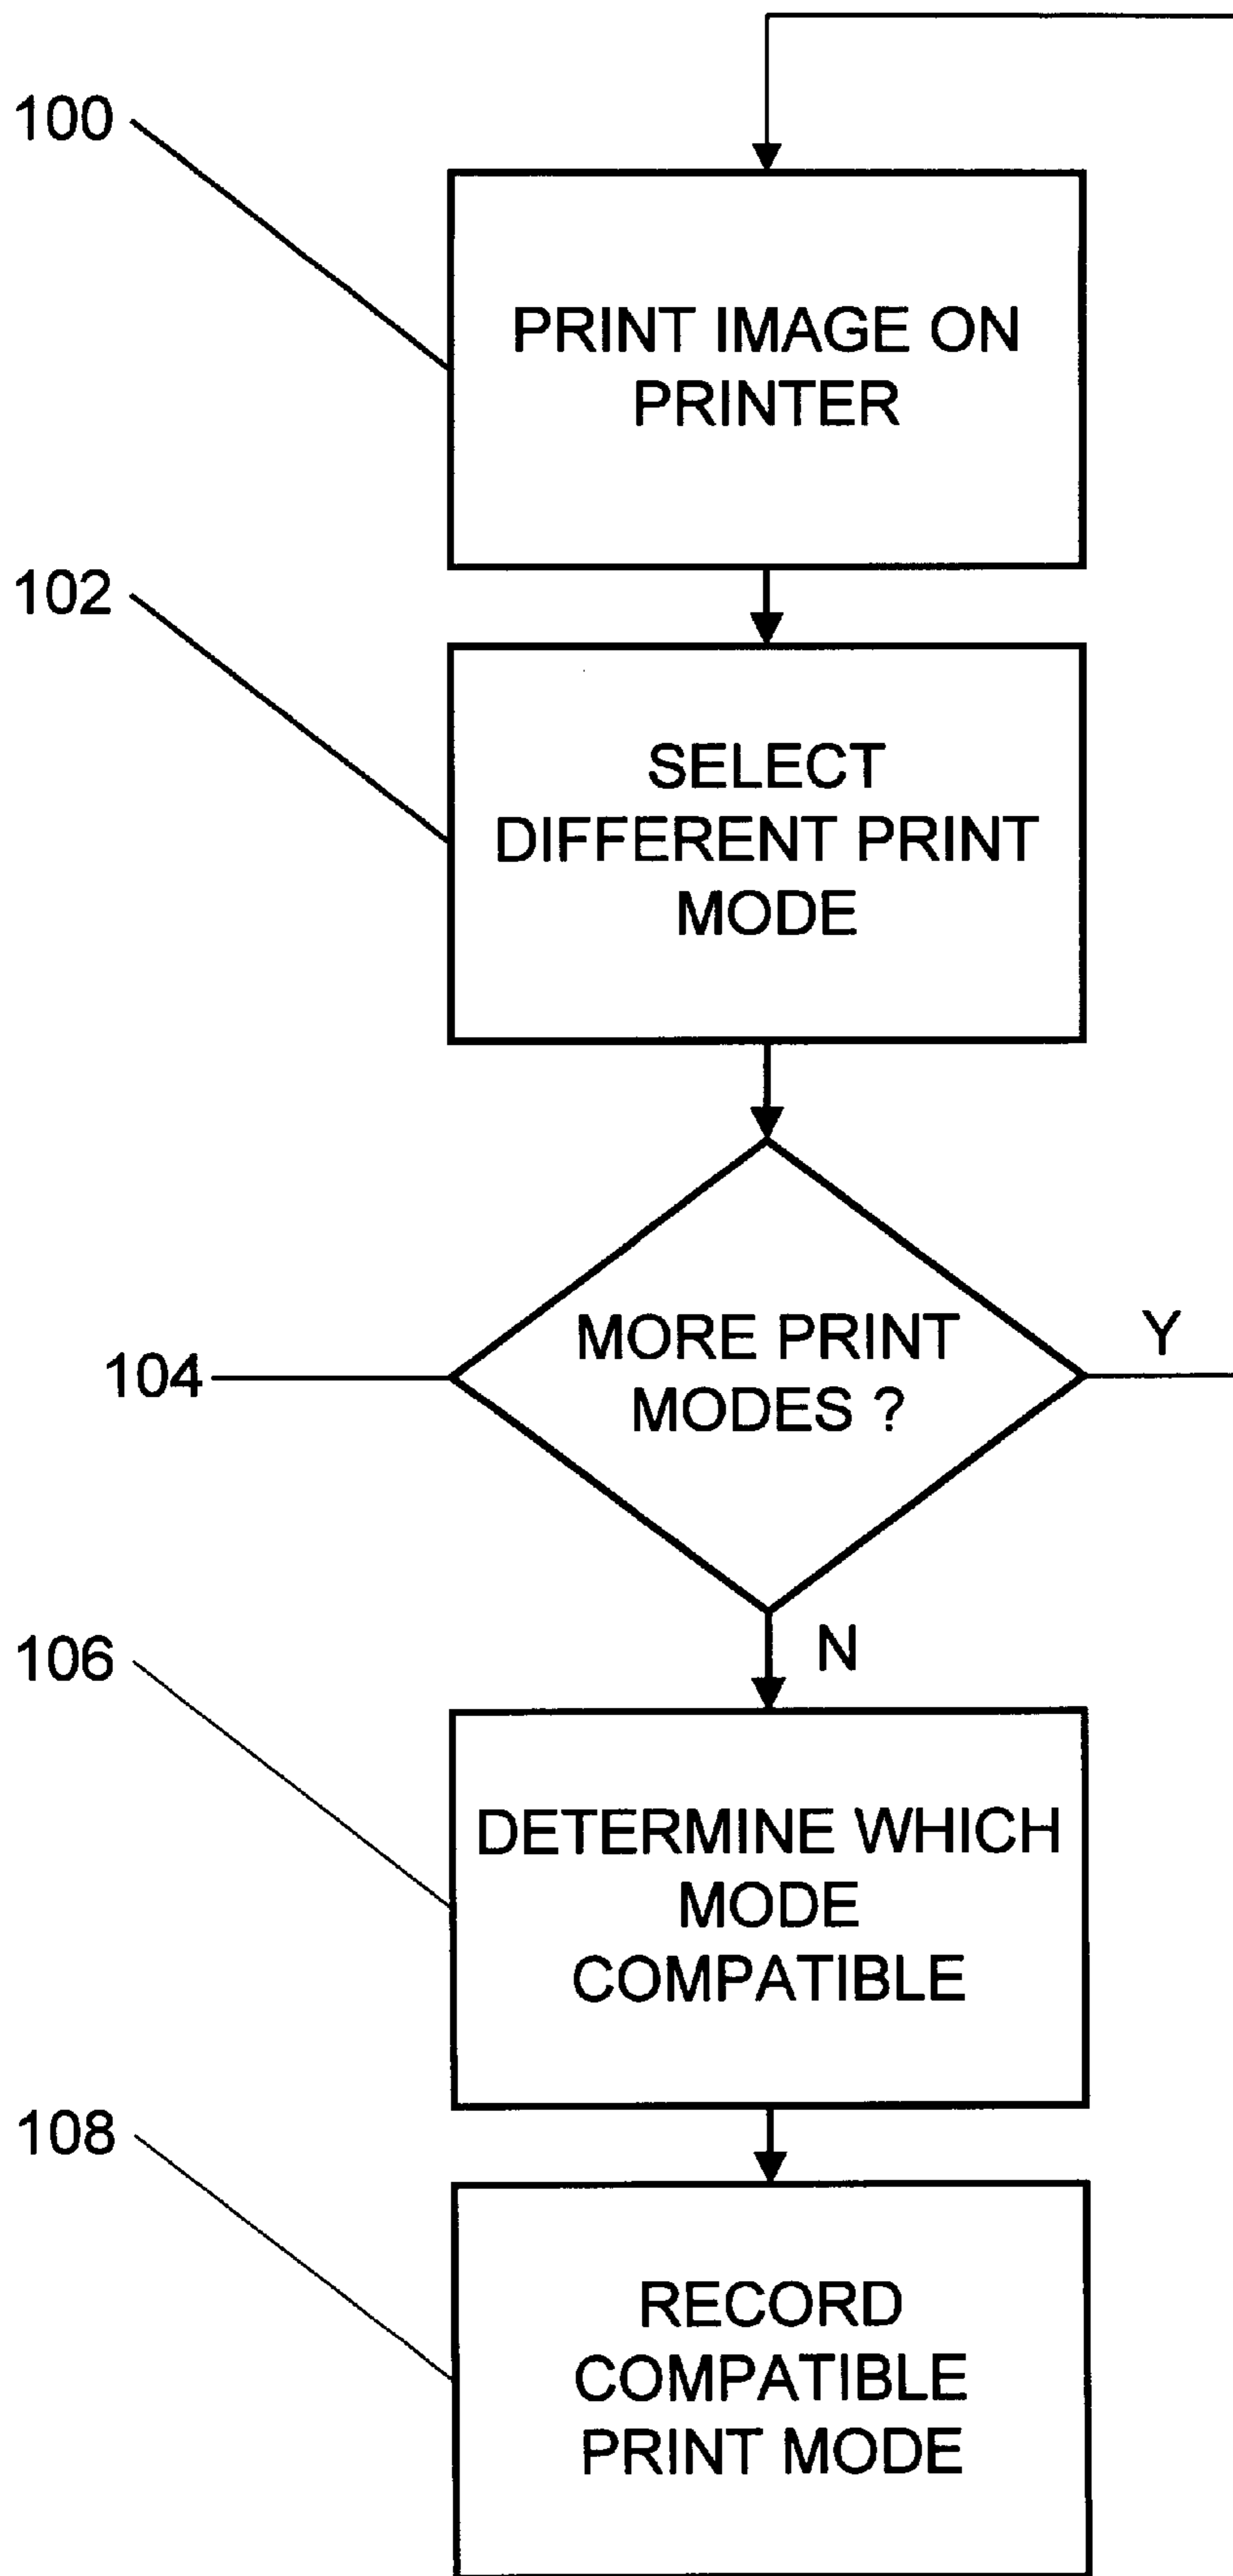 100
PRINT IMAGE ON
PRINTER
102
SELECT
DIFFERENT PRINT
MODE
104
MORE PRINT
MODES ?
Y
N
106
DETERMINE WHICH
MODE
COMPATIBLE
108
RECORD
COMPATIBLE
PRINT MODE